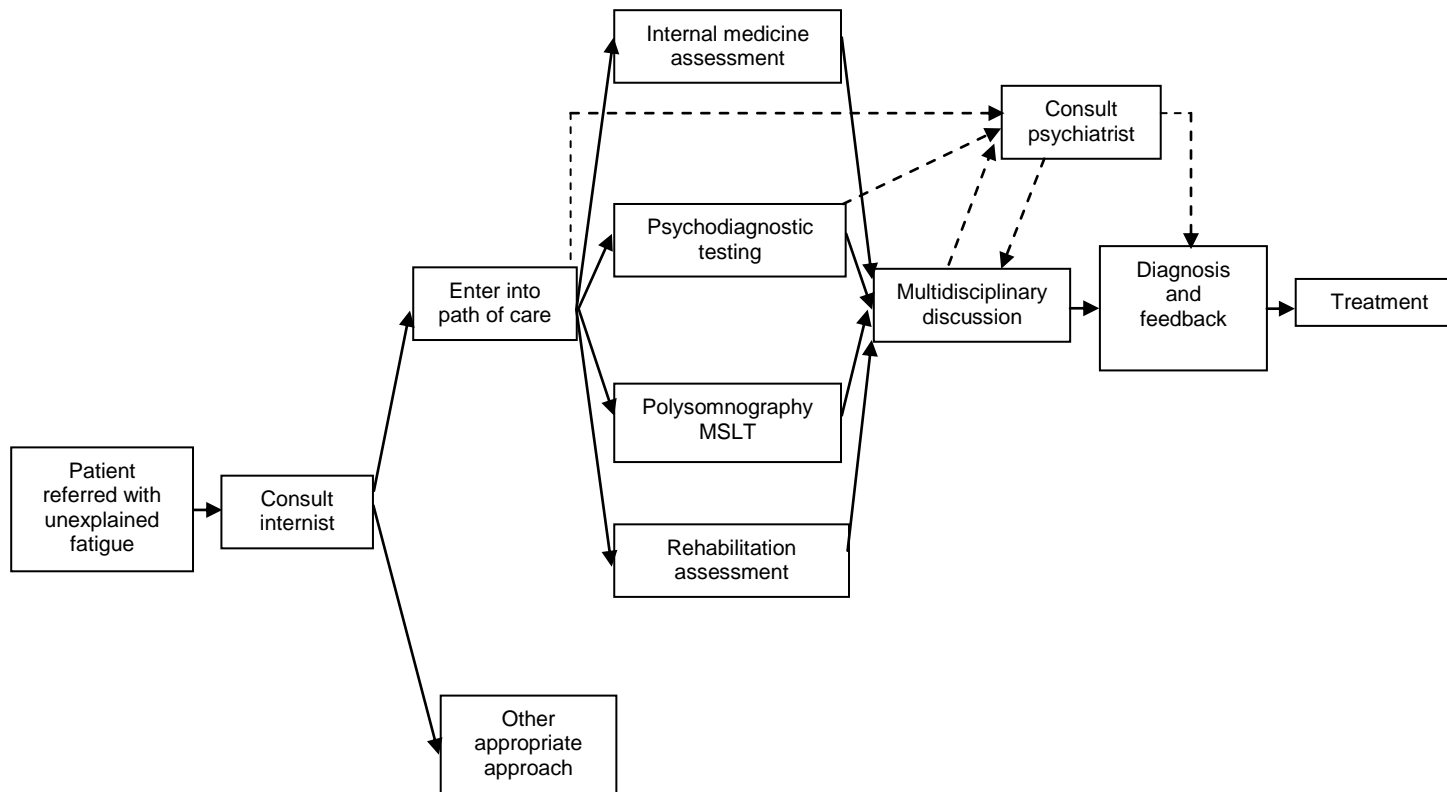 Internal medicine
assessment
Consult
psychiatrist
Psychodiagnostic
testing
Enter into
path of care
Multidisciplinary
discussion
Diagnosis
and
feedback
Treatment
Polysomnography
MSLT
Patient
referred with
unexplained
fatigue
Consult
internist
Rehabilitation
assessment
Other
appropriate
approach